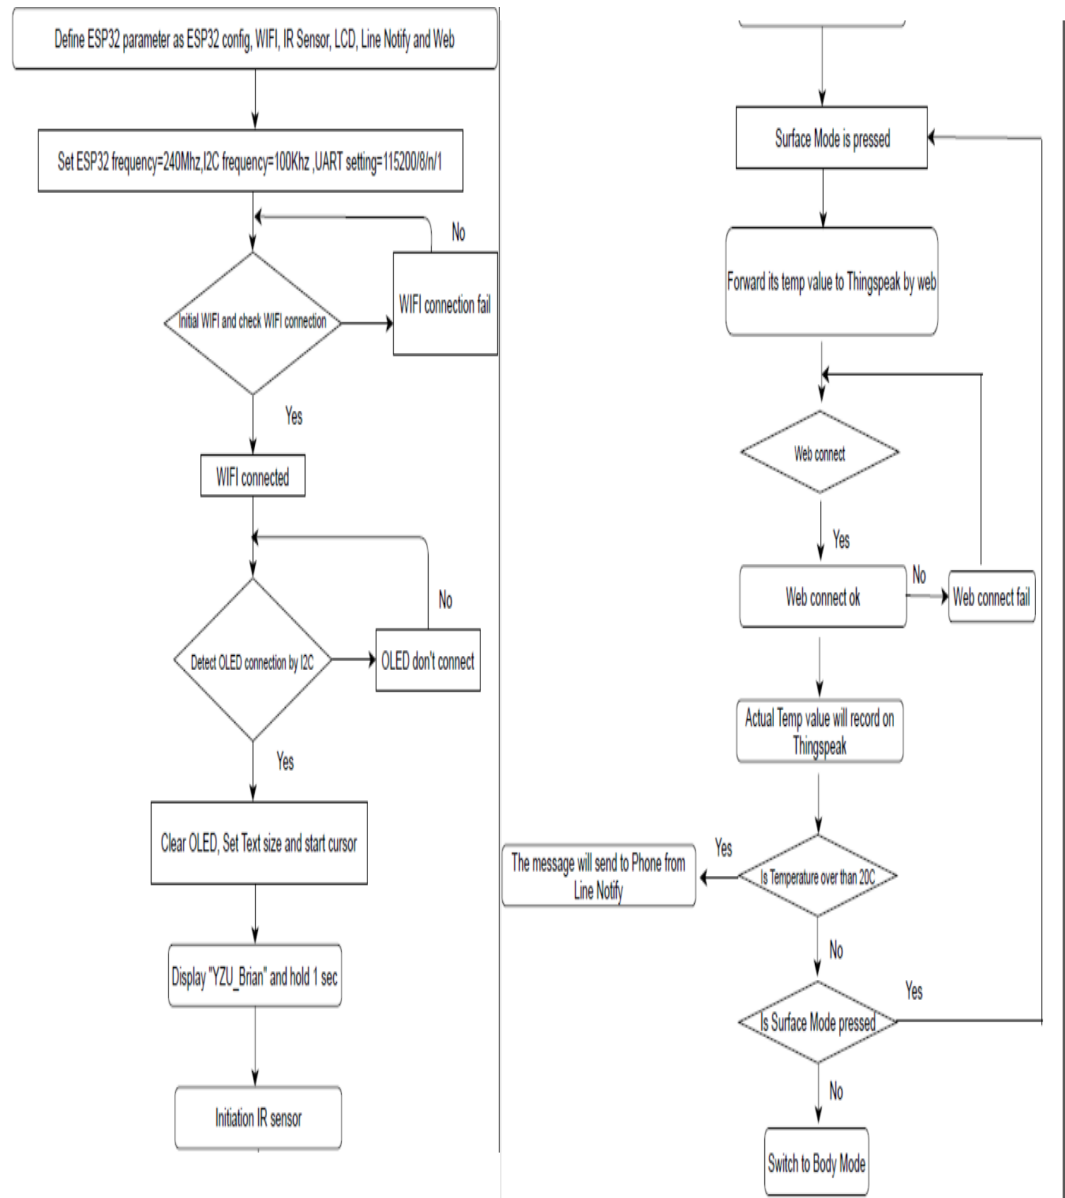 Define ESP32 parameter as ESP32 config, WIFI, IR Sensor, LCD, Line Notify and Web
Set ESP32 frequency=240Mhz,I2C frequency=100Khz ,UART setting=115200/8/n/1
No
WIFI connection fail
Initial WIFI and check WIFI connection
Yes
WIFI connected
No
Detect OLED connection by I2C
OLED don't connect
Yes
Clear OLED, Set Text size and start cursor
Display "YZU_Brian" and hold 1 sec
Initiation IR sensor
Surface Mode is pressed
Forward its temp value to Thingspeak by web
Web connect
Yes
Web connect ok
No
Web connect fail
Actual Temp value will record on
Thingspeak
Is Temperature over than 20C
Yes
The message will send to Phone from
Line Notify
No
Is Surface Mode pressed
Yes
No
Switch to Body Mode